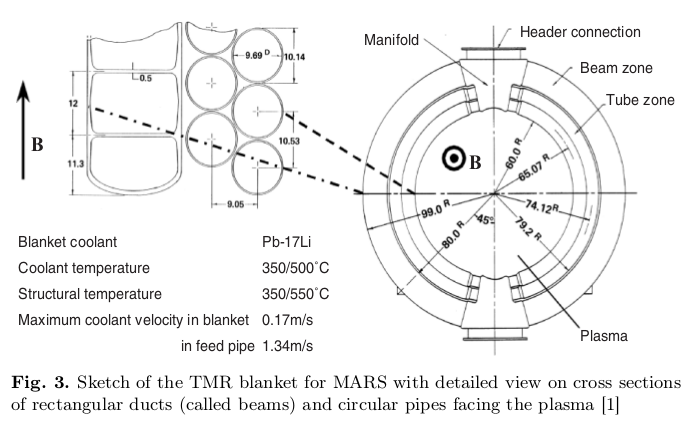 Header connection
Manifold
Beam zone
Tube zone
9.69 D
10.14
0.5
12
B
10.53
11.3
9.05
B
60.0 R
65.07 R
74.12 R
79.2 R
99.0 R
80.0 R
45°
Plasma
Blanket coolant Pb-17Li
Coolant temperature 350/500°C
Structural temperature 350/550°C
Maximum coolant velocity in blanket 0.17m/s
in feed pipe 1.34m/s
Fig. 3. Sketch of the TMR blanket for MARS with detailed view on cross sections
of rectangular ducts (called beams) and circular pipes facing the plasma [1]